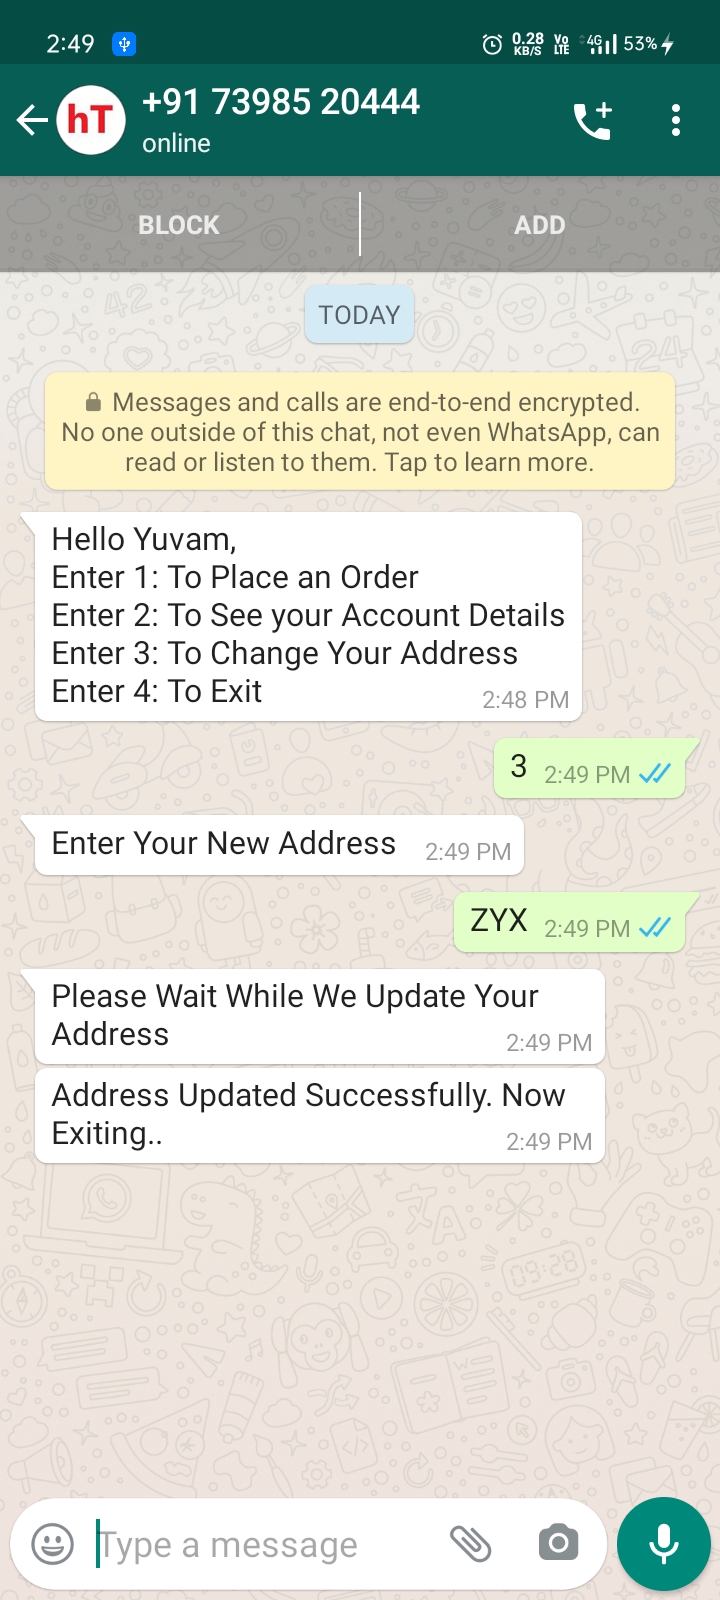 2:49
0.28 KB/S Vo LTE 4G 53%
hT
+91 73985 20444
online
BLOCK ADD
TODAY
Messages and calls are end-to-end encrypted.
No one outside of this chat, not even WhatsApp, can
read or listen to them. Tap to learn more.
Hello Yuvam,
Enter 1: To Place an Order
Enter 2: To See your Account Details
Enter 3: To Change Your Address
Enter 4: To Exit
2:48 PM
3 2:49 PM
Enter Your New Address 2:49 PM
ZYX 2:49 PM
Please Wait While We Update Your
Address
2:49 PM
Address Updated Successfully. Now
Exiting..
2:49 PM
Type a message